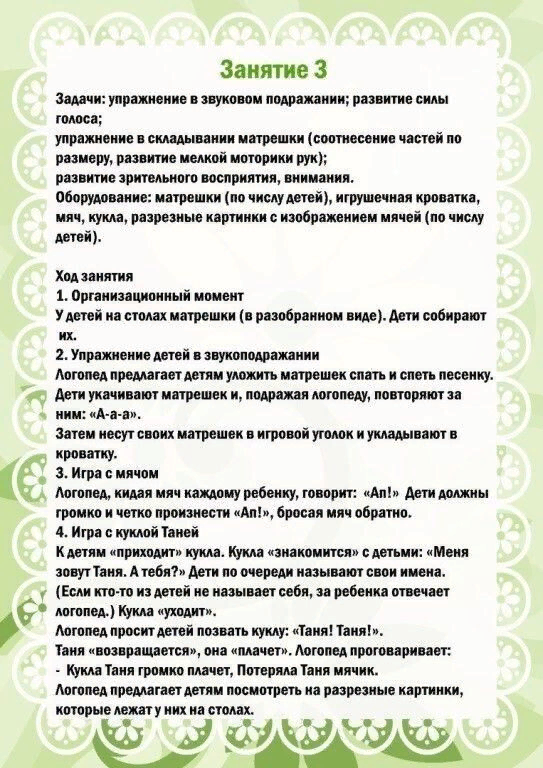 Занятие 3
Задачи: упражнение в звуковом подражании; развитие силы
голоса;
упражнение в складывании матрешки (соотнесение частей по
размеру, развитие мелкой моторики рук);
развитие зрительного восприятия, внимания.
Оборудование: матрешки (по числу детей), игрушечная кроватка,
мяч, кукла, разрезные картинки с изображением мячей (по числу
детей).
Ход занятия
1. Организационный момент
У детей на столах матрешки (в разобранном виде). Дети собирают
их.
2. Упражнение детей в звукоподражании
Логопед предлагает детям уложить матрешек спать и спеть песенку.
Дети укачивают матрешек и, подражая логопеду, повторяют за
ним: «А-а-а».
Затем несут своих матрешек в игровой уголок и укладывают в
кроватку.
3. Игра с мячом
Логопед, кидая мяч каждому ребенку, говорит: «Ап!» Дети должны
громко и четко произнести «Ап!», бросая мяч обратно.
4. Игра с куклой Таней
К детям «приходит» кукла. Кукла «знакомится» с детьми: «Меня
зовут Таня. А тебя?» Дети по очереди называют свои имена.
(Если кто-то из детей не называет себя, за ребенка отвечает
логопед.) Кукла «уходит».
Логопед просит детей позвать куклу: «Таня! Таня!».
Таня «возвращается», она «плачет». Логопед проговаривает:
- Кукла Таня громко плачет, Потеряла Таня мячик.
Логопед предлагает детям посмотреть на разрезные картинки,
которые лежат у них на столах.